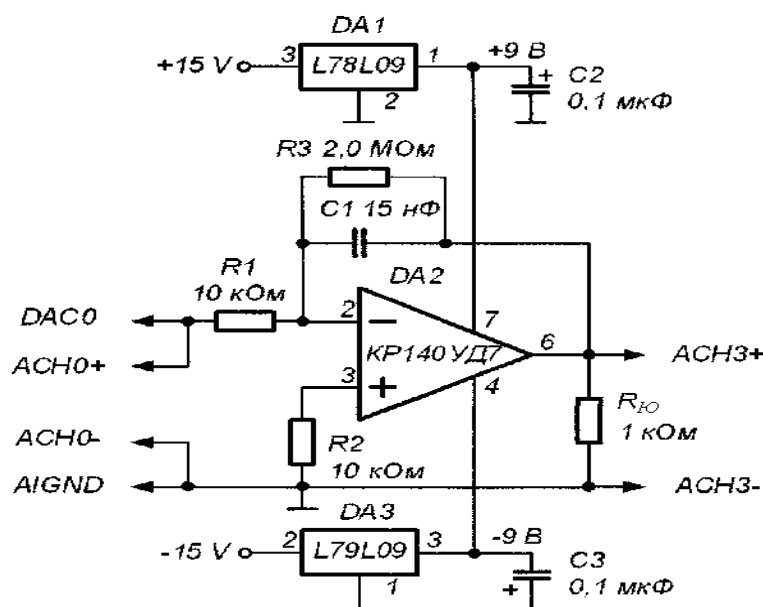 DA1
+15 V
3
L78L09
1
+9 В
2
C2
+
0,1 мкФ
R3 2,0 МОм
C1 15 нФ
R1
10 кОм
DA2
DAC0
2
7
ACH0+
КР140УД7
6
ACH3+
3
4
RЮ
1 кОм
ACH0-
R2
10 кОм
AIGND
ACH3-
DA3
-15 V
2
L79L09
3
-9 В
1
C3
+
0,1 мкФ